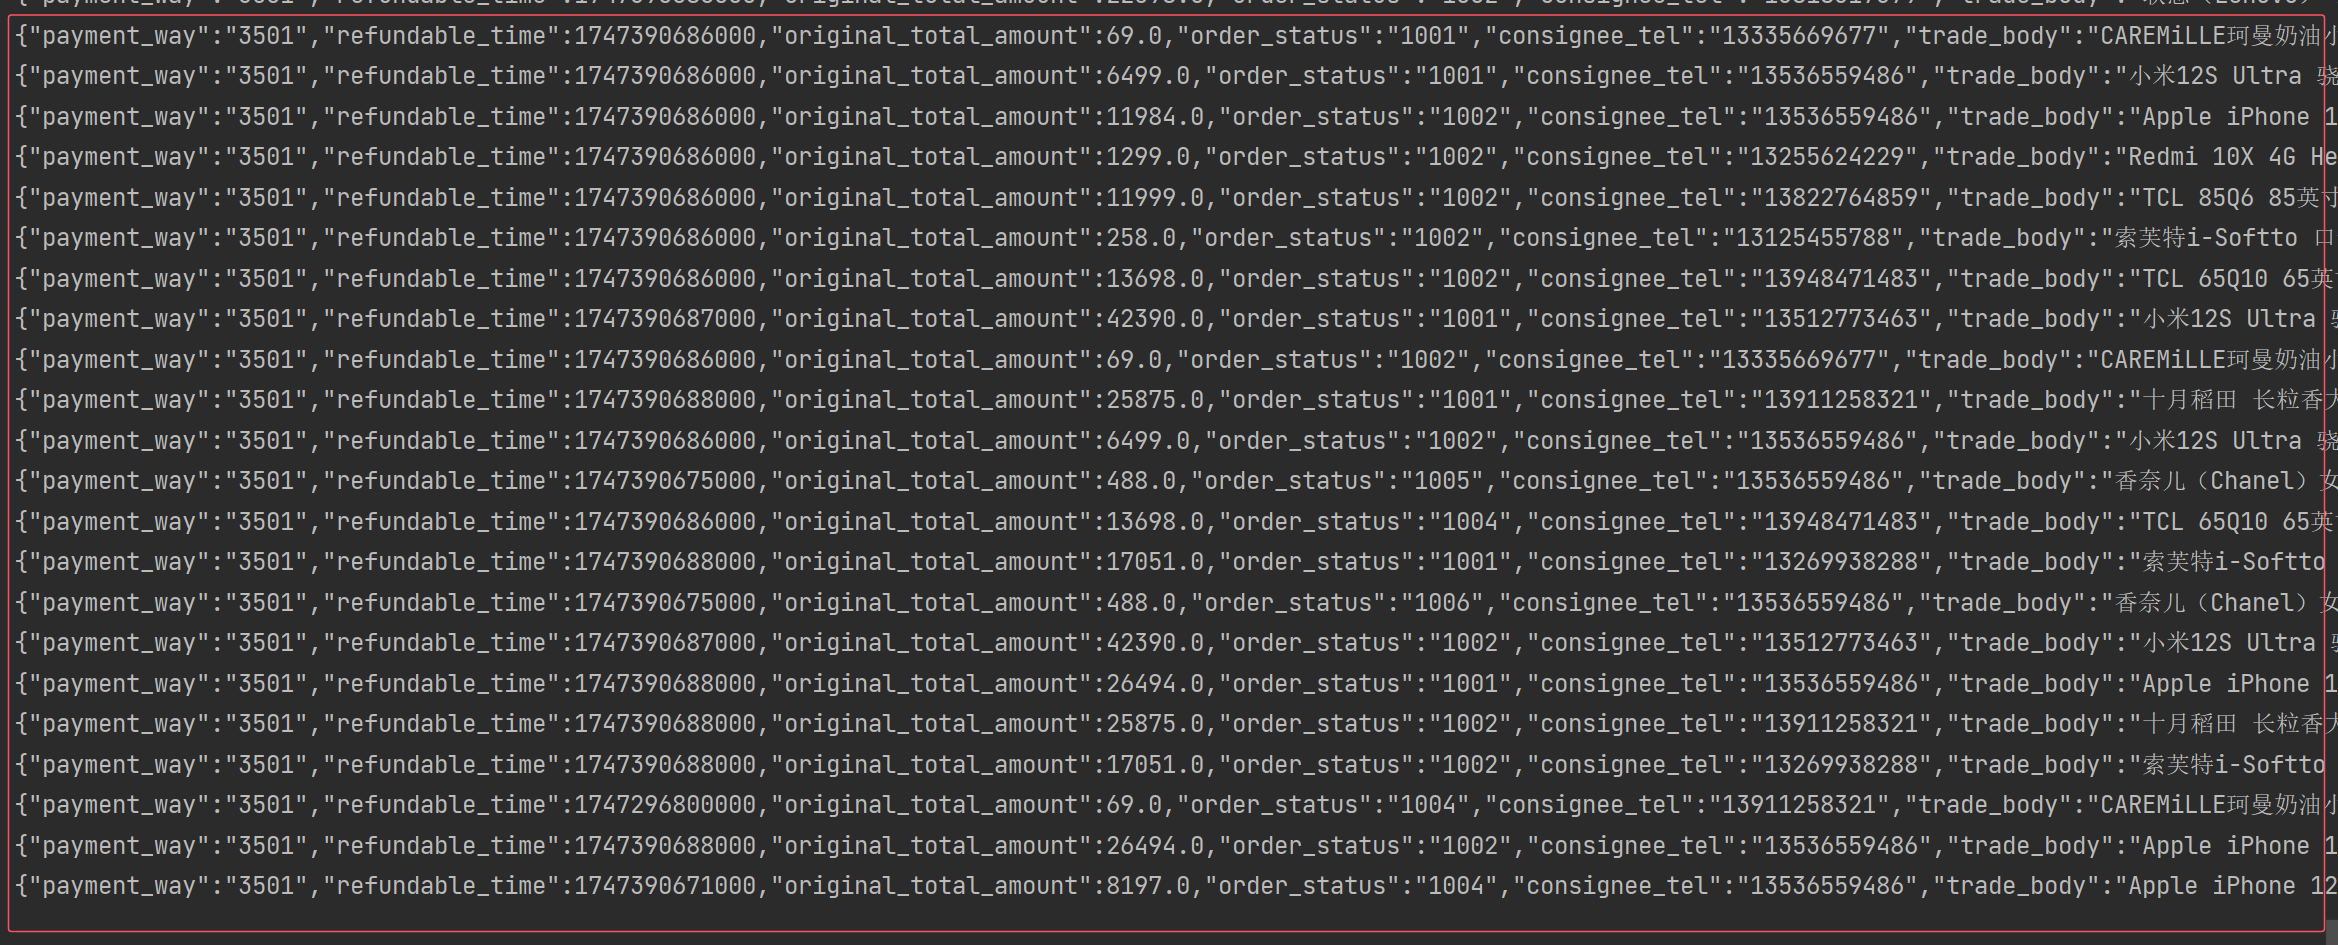 {"payment_way":"3501","refundable_time":1747390686000,"original_total_amount":69.0,"order_status":"1001","consignee_tel":"13335669677","trade_body":"CAREMiLLE珂曼奶油小
{"payment_way":"3501","refundable_time":1747390686000,"original_total_amount":6499.0,"order_status":"1001","consignee_tel":"13536559486","trade_body":"小米12S Ultra 骁
{"payment_way":"3501","refundable_time":1747390686000,"original_total_amount":11984.0,"order_status":"1002","consignee_tel":"13536559486","trade_body":"Apple iPhone 1
{"payment_way":"3501","refundable_time":1747390686000,"original_total_amount":1299.0,"order_status":"1002","consignee_tel":"13255624229","trade_body":"Redmi 10X 4G He
{"payment_way":"3501","refundable_time":1747390686000,"original_total_amount":11999.0,"order_status":"1002","consignee_tel":"13822764859","trade_body":"TCL 85Q6 85英寸
{"payment_way":"3501","refundable_time":1747390686000,"original_total_amount":258.0,"order_status":"1002","consignee_tel":"13125455788","trade_body":"索芙特i-Softto 口
{"payment_way":"3501","refundable_time":1747390686000,"original_total_amount":13698.0,"order_status":"1002","consignee_tel":"13948471483","trade_body":"TCL 65Q10 65英
{"payment_way":"3501","refundable_time":1747390687000,"original_total_amount":42390.0,"order_status":"1001","consignee_tel":"13512773463","trade_body":"小米12S Ultra
{"payment_way":"3501","refundable_time":1747390686000,"original_total_amount":69.0,"order_status":"1002","consignee_tel":"13335669677","trade_body":"CAREMiLLE珂曼奶油小
{"payment_way":"3501","refundable_time":1747390688000,"original_total_amount":25875.0,"order_status":"1001","consignee_tel":"13911258321","trade_body":"十月稻田 长粒香大
{"payment_way":"3501","refundable_time":1747390686000,"original_total_amount":6499.0,"order_status":"1002","consignee_tel":"13536559486","trade_body":"小米12S Ultra 骁
{"payment_way":"3501","refundable_time":1747390675000,"original_total_amount":488.0,"order_status":"1005","consignee_tel":"13536559486","trade_body":"香奈儿（Chanel）女
{"payment_way":"3501","refundable_time":1747390686000,"original_total_amount":13698.0,"order_status":"1004","consignee_tel":"13948471483","trade_body":"TCL 65Q10 65英
{"payment_way":"3501","refundable_time":1747390688000,"original_total_amount":17051.0,"order_status":"1001","consignee_tel":"13269938288","trade_body":"索芙特i-Softto
{"payment_way":"3501","refundable_time":1747390675000,"original_total_amount":488.0,"order_status":"1006","consignee_tel":"13536559486","trade_body":"香奈儿（Chanel）女
{"payment_way":"3501","refundable_time":1747390687000,"original_total_amount":42390.0,"order_status":"1002","consignee_tel":"13512773463","trade_body":"小米12S Ultra
{"payment_way":"3501","refundable_time":1747390688000,"original_total_amount":26494.0,"order_status":"1001","consignee_tel":"13536559486","trade_body":"Apple iPhone 1
{"payment_way":"3501","refundable_time":1747390688000,"original_total_amount":25875.0,"order_status":"1002","consignee_tel":"13911258321","trade_body":"十月稻田 长粒香大
{"payment_way":"3501","refundable_time":1747390688000,"original_total_amount":17051.0,"order_status":"1002","consignee_tel":"13269938288","trade_body":"索芙特i-Softto
{"payment_way":"3501","refundable_time":1747296800000,"original_total_amount":69.0,"order_status":"1004","consignee_tel":"13911258321","trade_body":"CAREMiLLE珂曼奶油小
{"payment_way":"3501","refundable_time":1747390688000,"original_total_amount":26494.0,"order_status":"1002","consignee_tel":"13536559486","trade_body":"Apple iPhone 1
{"payment_way":"3501","refundable_time":1747390671000,"original_total_amount":8197.0,"order_status":"1004","consignee_tel":"13536559486","trade_body":"Apple iPhone 12